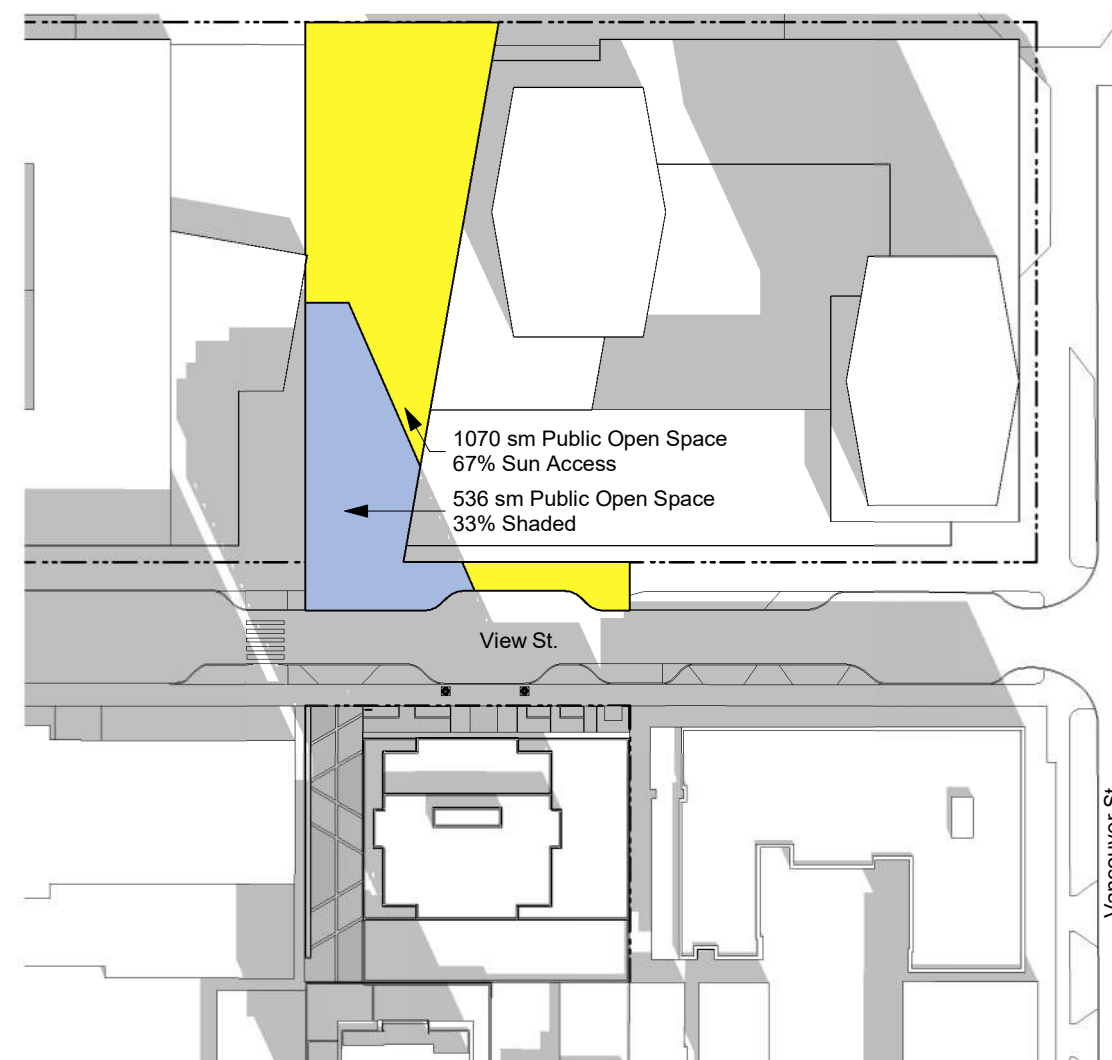 1070 sm Public Open Space
67% Sun Access
536 sm Public Open Space
33% Shaded
View St.
Vancouver St.